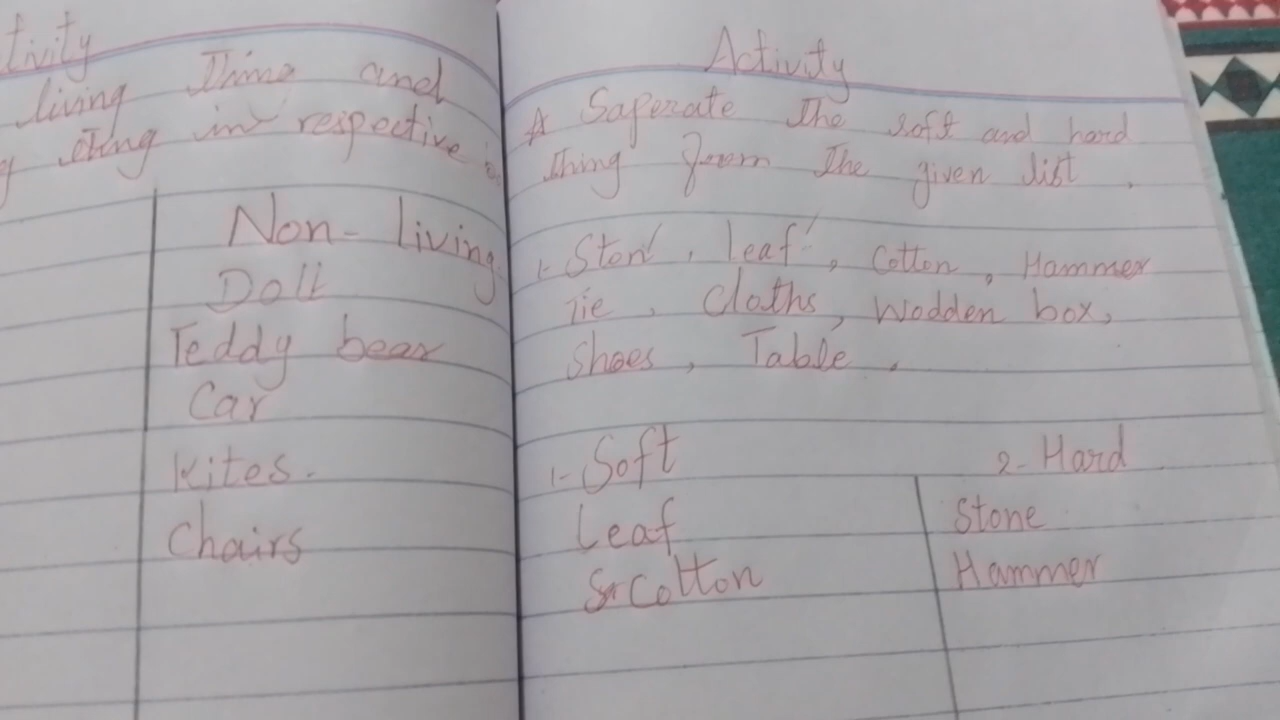 tivity
living Thing and
thing in respective
Non-living
Doll
Teddy bear
Car
Kites.
Chairs
Activity
Saperate The soft and hard
Thing from The given list.
1- Ston, leaf, Cotton, Hammer
Tie, Cloths, Wodden box,
Shoes, Table.
1- Soft
2- Hard
Leaf
Stone
Cotton
Hammer